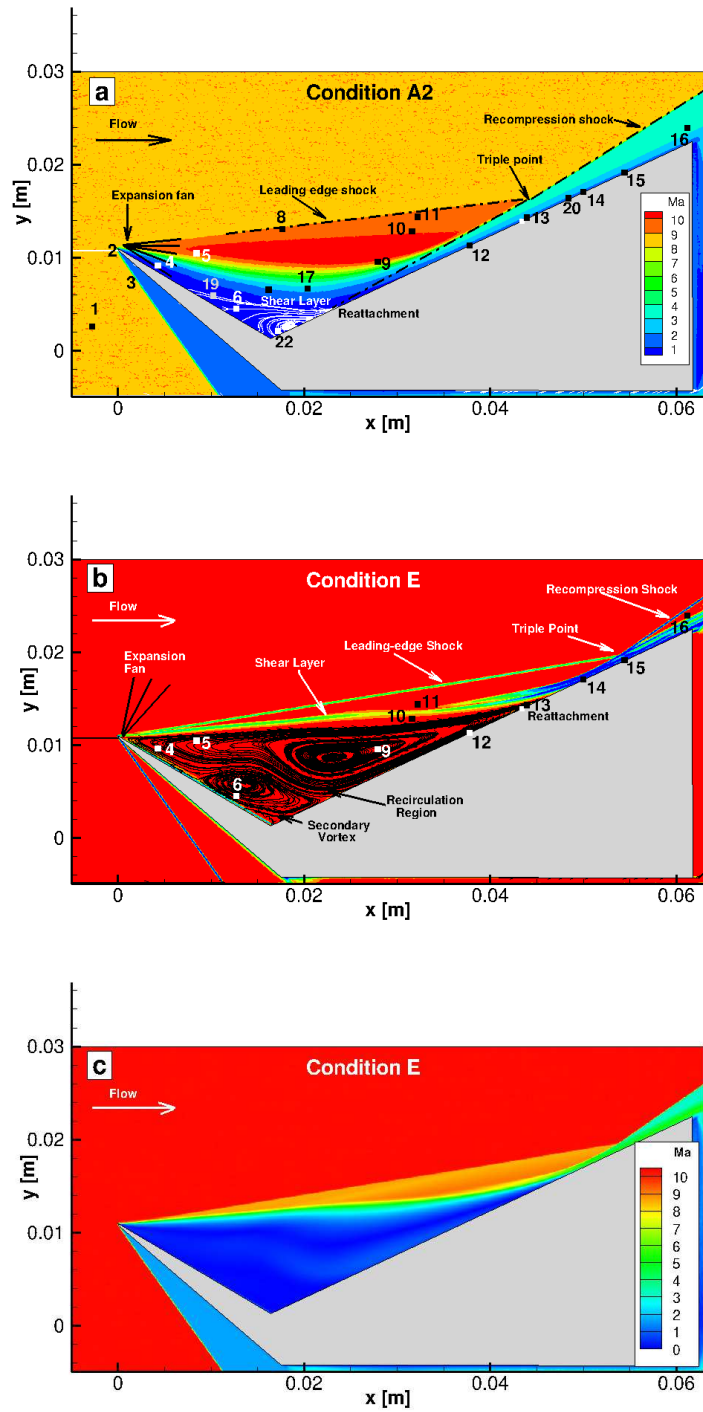 0.03
a
Condition A2
Flow
Recompression shock
16
0.02
Triple point
15
Leading edge shock
14
20
Expansion fan
8
11
13
10
Ma
10
9
8
7
6
5
4
3
2
1
y [m]
2
5
4
9
12
0.01
3
19
17
6
Shear Layer
Reattachment
1
22
0
0
0.02
0.04
0.06
x [m]
0.03
b
Condition E
Flow
Recompression Shock
16
0.02
Triple Point
Leading-edge Shock
15
Expansion
Fan
Shear Layer
14
11
13
10
Reattachment
y [m]
0.01
4
5
9
12
6
Recirculation
Region
Secondary
Vortex
0
0
0.02
0.04
0.06
x [m]
0.03
c
Condition E
Flow
0.02
y [m]
0.01
Ma
10
9
8
7
6
5
4
3
2
1
0
0
0
0.02
0.04
0.06
x [m]